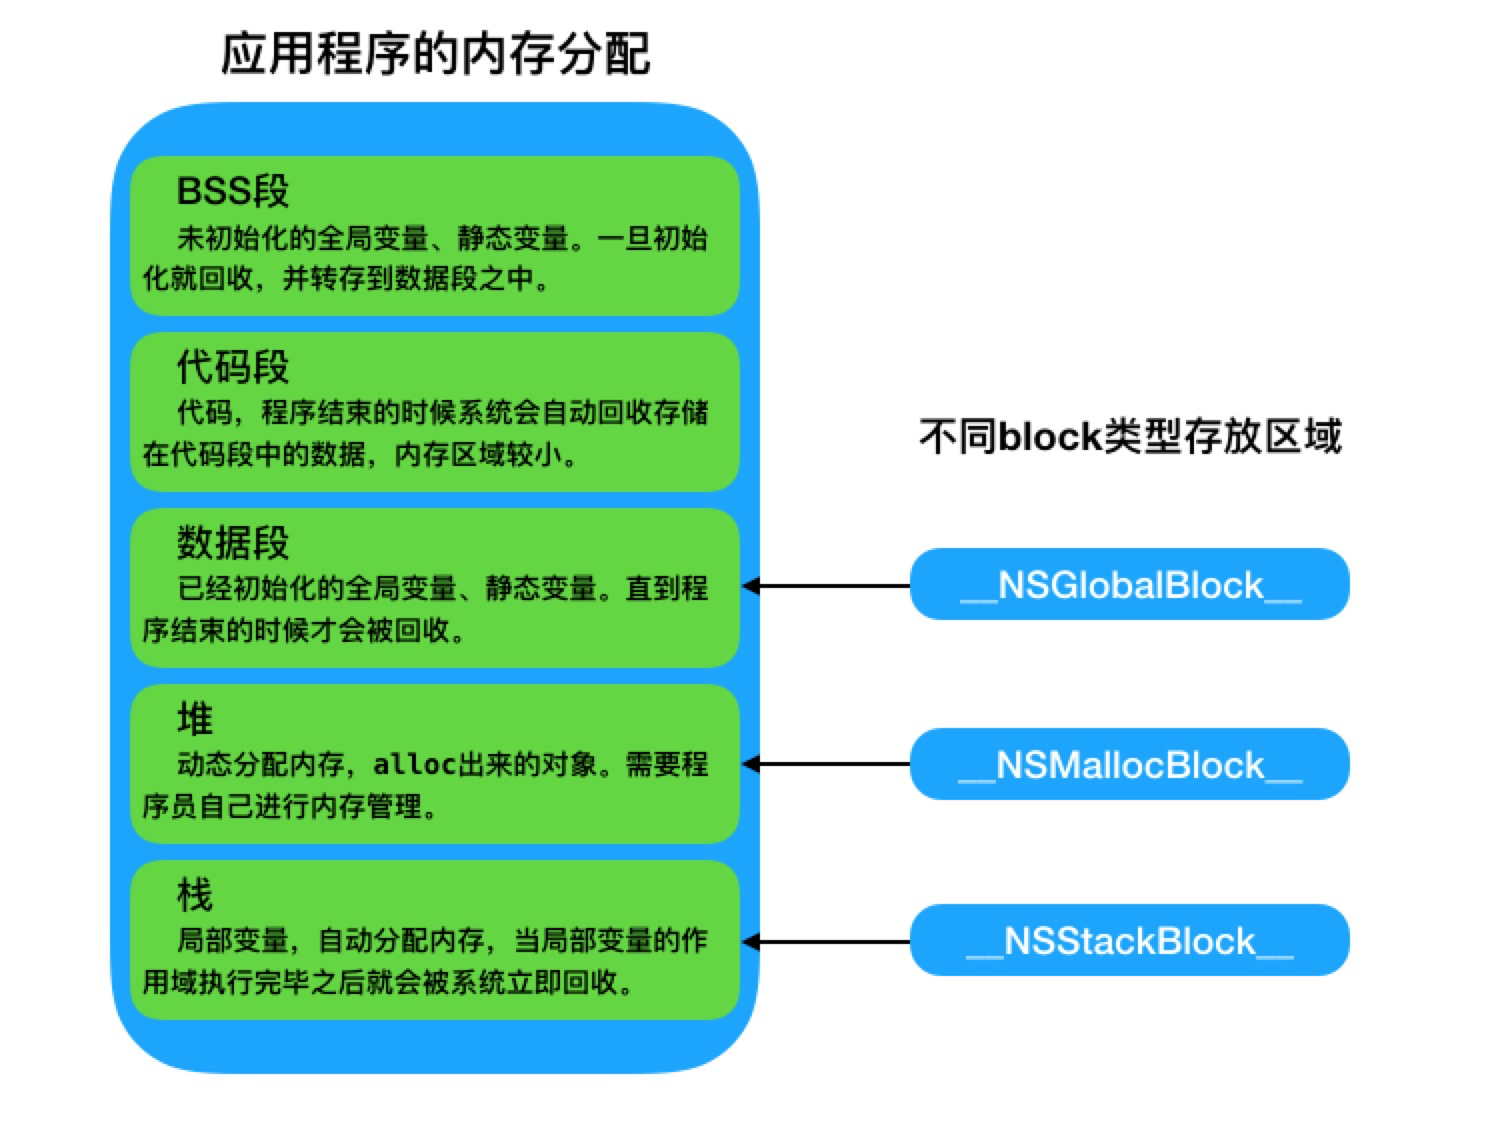 应用程序的内存分配
BSS段
未初始化的全局变量、静态变量。一旦初始
化就回收，并转存到数据段之中。
代码段
代码，程序结束的时候系统会自动回收存储
在代码段中的数据，内存区域较小。
数据段
已经初始化的全局变量、静态变量。直到程
序结束的时候才会被回收。
堆
动态分配内存，alloc出来的对象。需要程
序员自己进行内存管理。
栈
局部变量，自动分配内存，当局部变量的作
用域执行完毕之后就会被系统立即回收。
不同block类型存放区域
__NSGlobalBlock__
__NSMallocBlock__
__NSStackBlock__